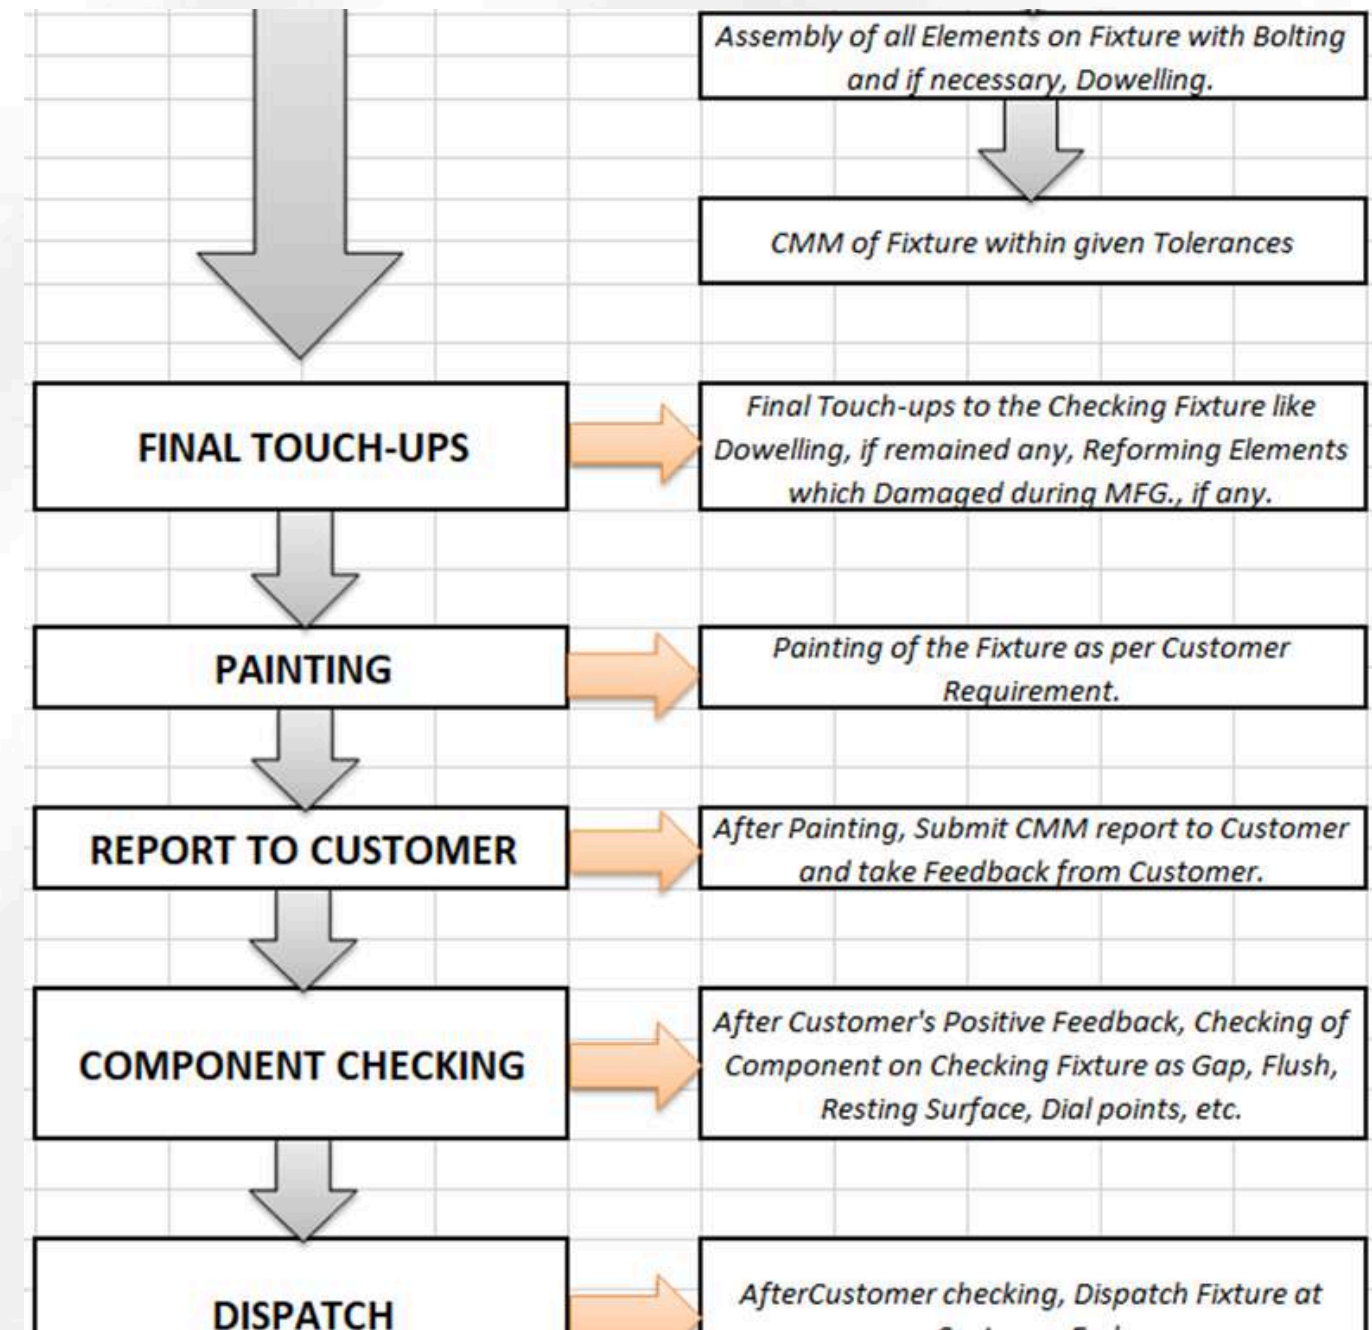 Assembly of all Elements on Fixture with Bolting
and if necessary, Dowelling.
CMM of Fixture within given Tolerances
FINAL TOUCH-UPS
Final Touch-ups to the Checking Fixture like
Dowelling, if remained any, Reforming Elements
which Damaged during MFG., if any.
PAINTING
Painting of the Fixture as per Customer
Requirement.
REPORT TO CUSTOMER
After Painting, Submit CMM report to Customer
and take Feedback from Customer.
COMPONENT CHECKING
After Customer's Positive Feedback, Checking of
Component on Checking Fixture as Gap, Flush,
Resting Surface, Dial points, etc.
DISPATCH
AfterCustomer checking, Dispatch Fixture at